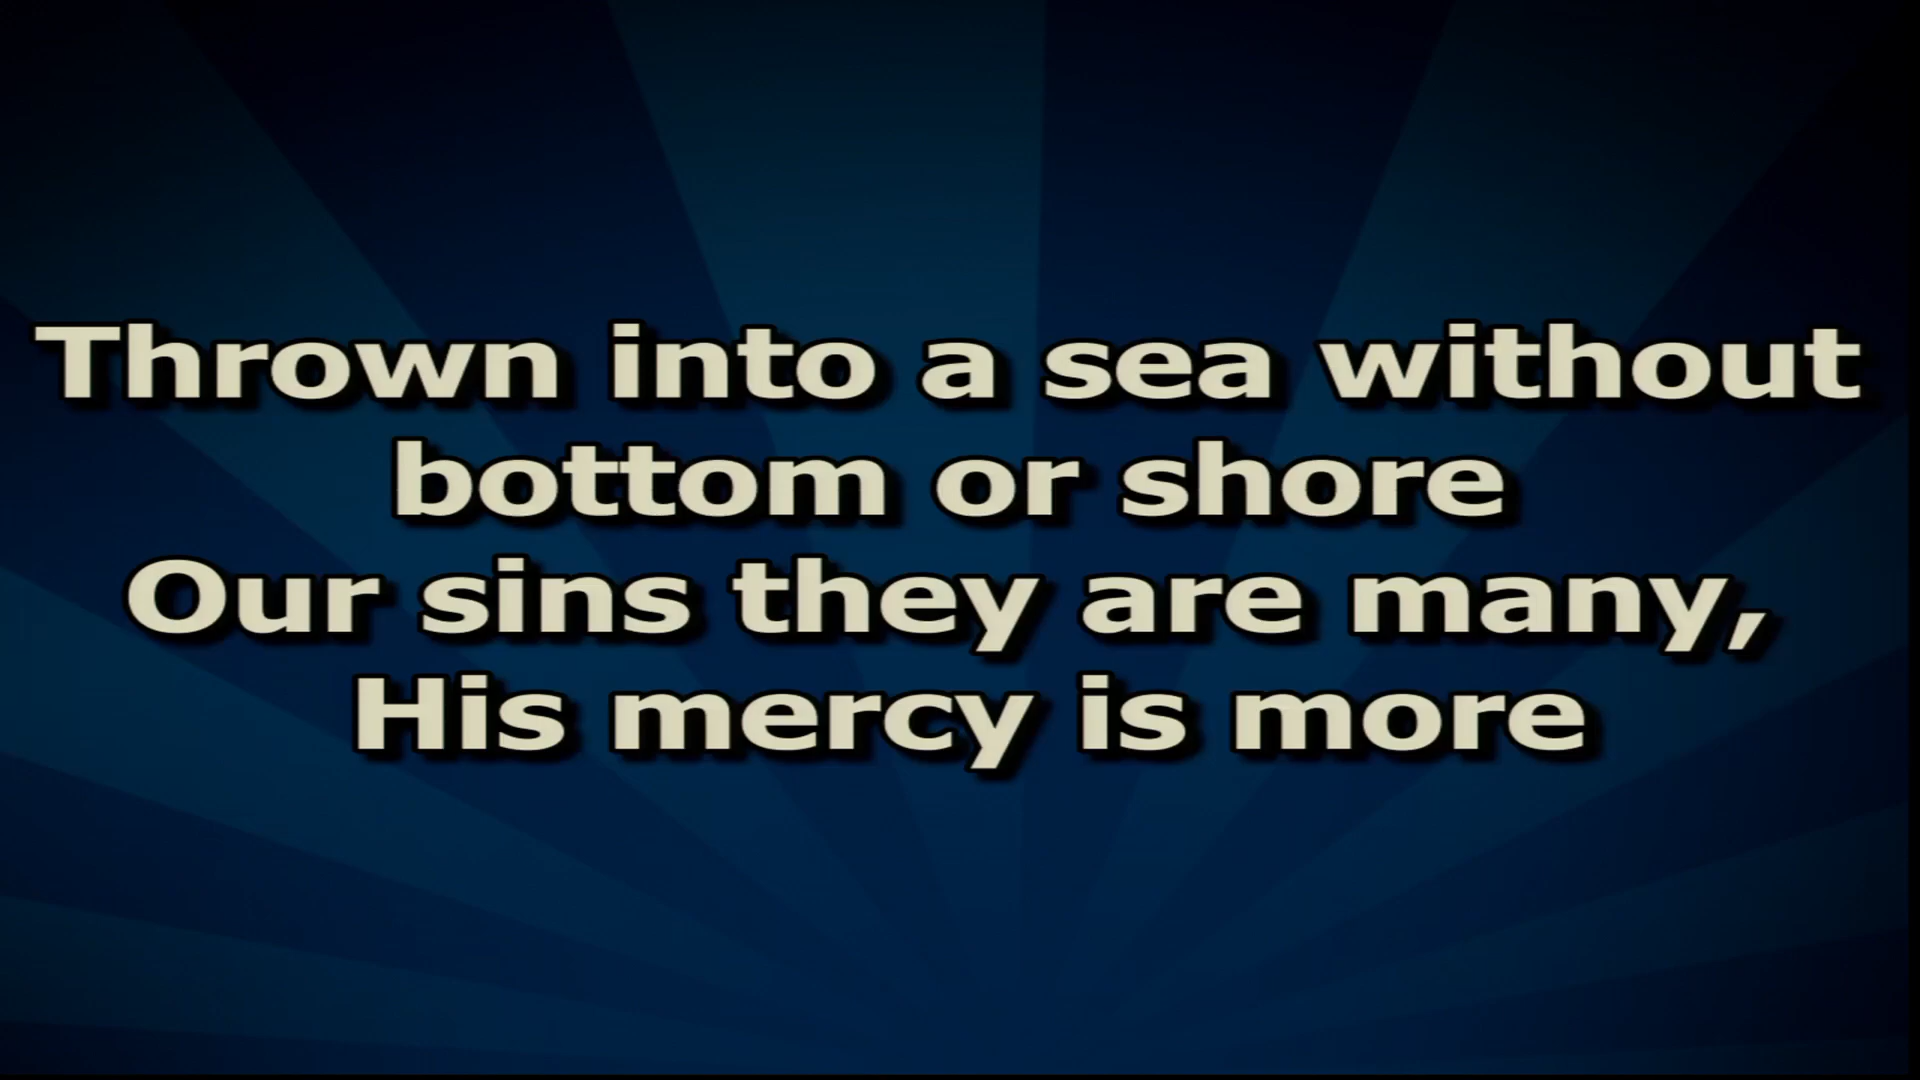 Thrown into a sea without
bottom or shore
Our sins they are many,
His mercy is more